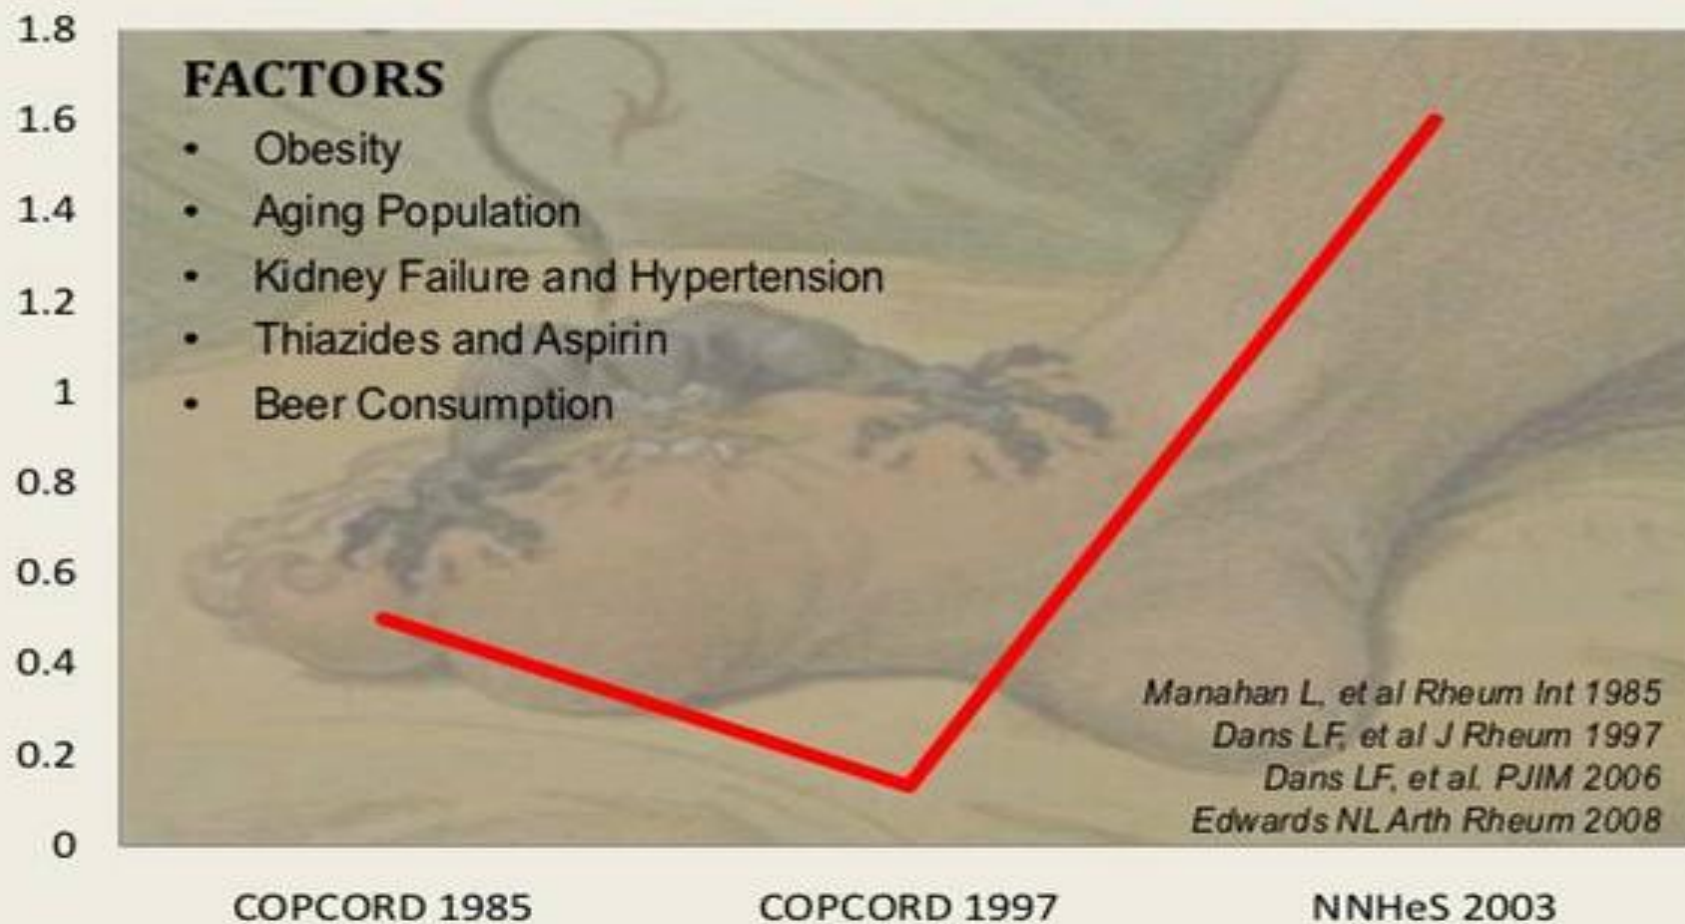 1.8
FACTORS
• Obesity
1.6
• Aging Population
1.4
• Kidney Failure and Hypertension
1.2
• Thiazides and Aspirin
1
• Beer Consumption
0.8
0.6
0.4
Manahan L, et al Rheum Int 1985
0.2
Dans LF, et al J Rheum 1997
Dans LF, et al. PJIM 2006
Edwards NL Arth Rheum 2008
0
COPCORD 1985
COPCORD 1997
NNHeS 2003